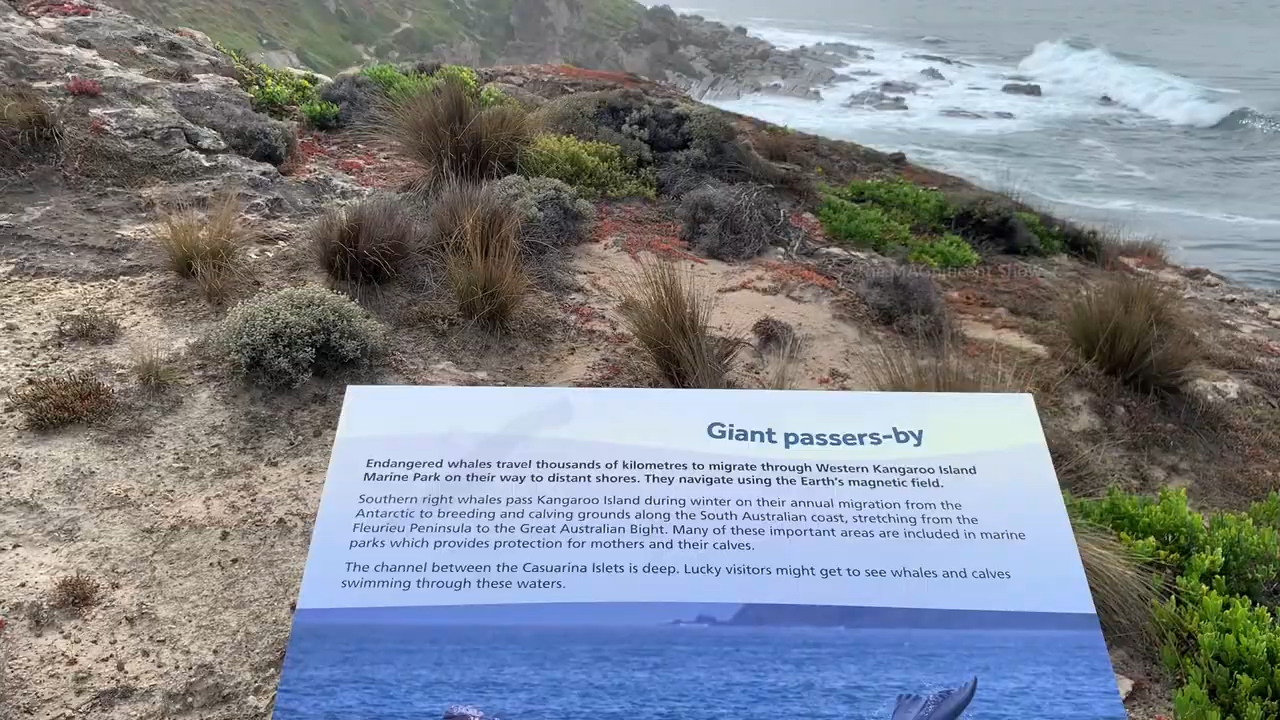 The MAGnificent Show
Giant passers-by
Endangered whales travel thousands of kilometres to migrate through Western Kangaroo Island
Marine Park on their way to distant shores. They navigate using the Earth's magnetic field.
Southern right whales pass Kangaroo Island during winter on their annual migration from the
Antarctic to breeding and calving grounds along the South Australian coast, stretching from the
Fleurieu Peninsula to the Great Australian Bight. Many of these important areas are included in marine
parks which provides protection for mothers and their calves.
The channel between the Casuarina Islets is deep. Lucky visitors might get to see whales and calves
swimming through these waters.